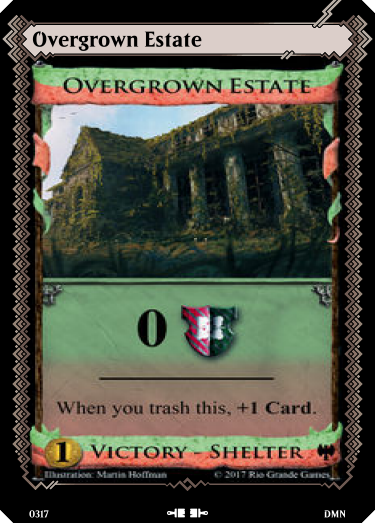 Overgrown Estate
OVERGROWN ESTATE
0
When you trash this, +1 Card.
1 VICTORY – SHELTER
Illustration: Martin Hoffmann © 2017 Rio Grande Games
0317 DMN